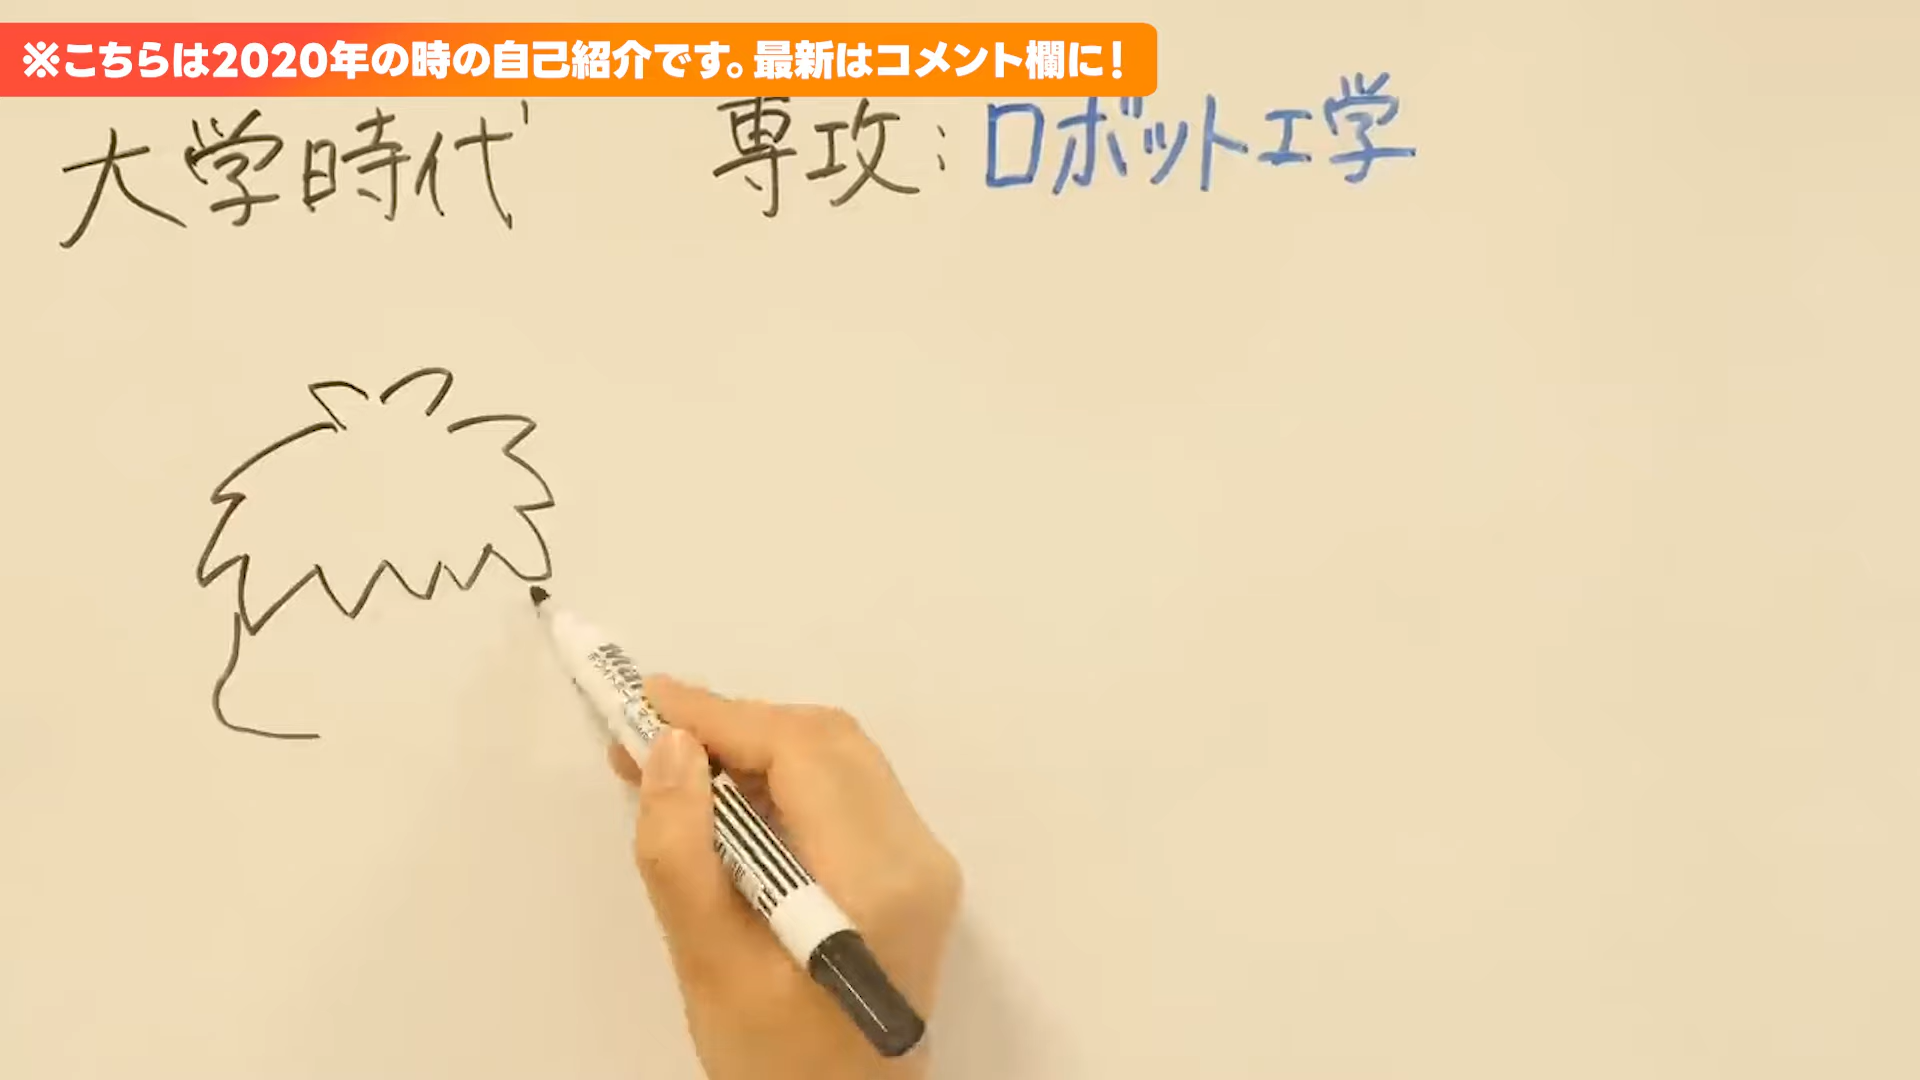 ※こちらは2020年の時の自己紹介です。最新はコメント欄に！
大学時代 専攻：ロボット工学